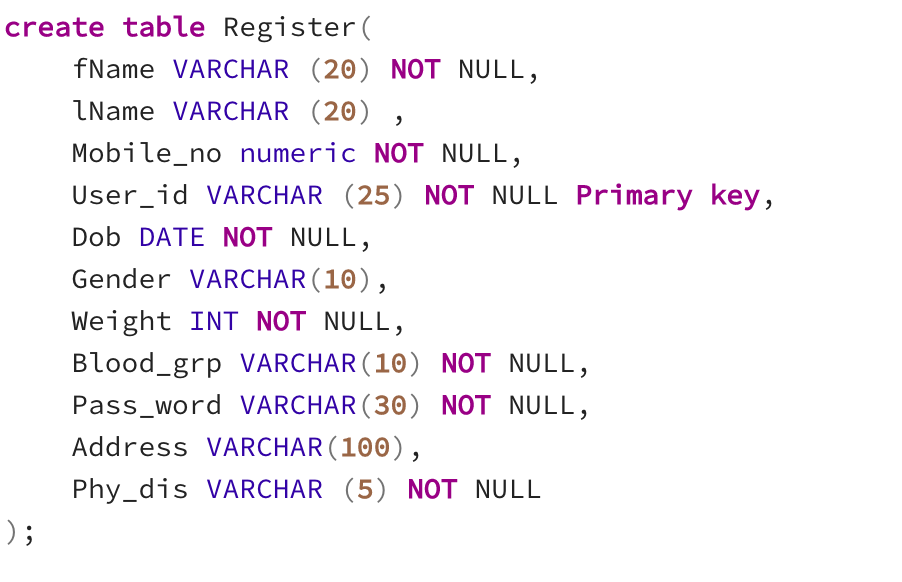 create table Register(
    fName VARCHAR (20) NOT NULL,
    lName VARCHAR (20) ,
    Mobile_no numeric NOT NULL,
    User_id VARCHAR (25) NOT NULL Primary key,
    Dob DATE NOT NULL,
    Gender VARCHAR(10),
    Weight INT NOT NULL,
    Blood_grp VARCHAR(10) NOT NULL,
    Pass_word VARCHAR(30) NOT NULL,
    Address VARCHAR(100),
    Phy_dis VARCHAR (5) NOT NULL
);